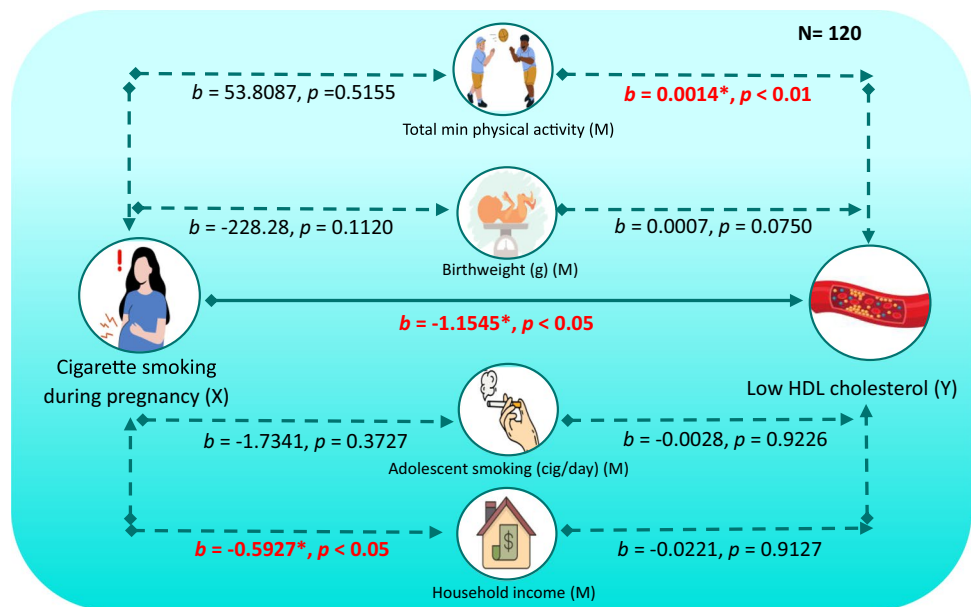 N= 120
b = 53.8087, p =0.5155
b = 0.0014*, p < 0.01
Total min physical activity (M)
b = -228.28, p = 0.1120
b = 0.0007, p = 0.0750
Birthweight (g) (M)
!
b = -1.1545*, p < 0.05
Cigarette smoking
during pregnancy (X)
Low HDL cholesterol (Y)
b = -1.7341, p = 0.3727
b = -0.0028, p = 0.9226
Adolescent smoking (cig/day) (M)
$
b = -0.5927*, p < 0.05
b = -0.0221, p = 0.9127
Household income (M)